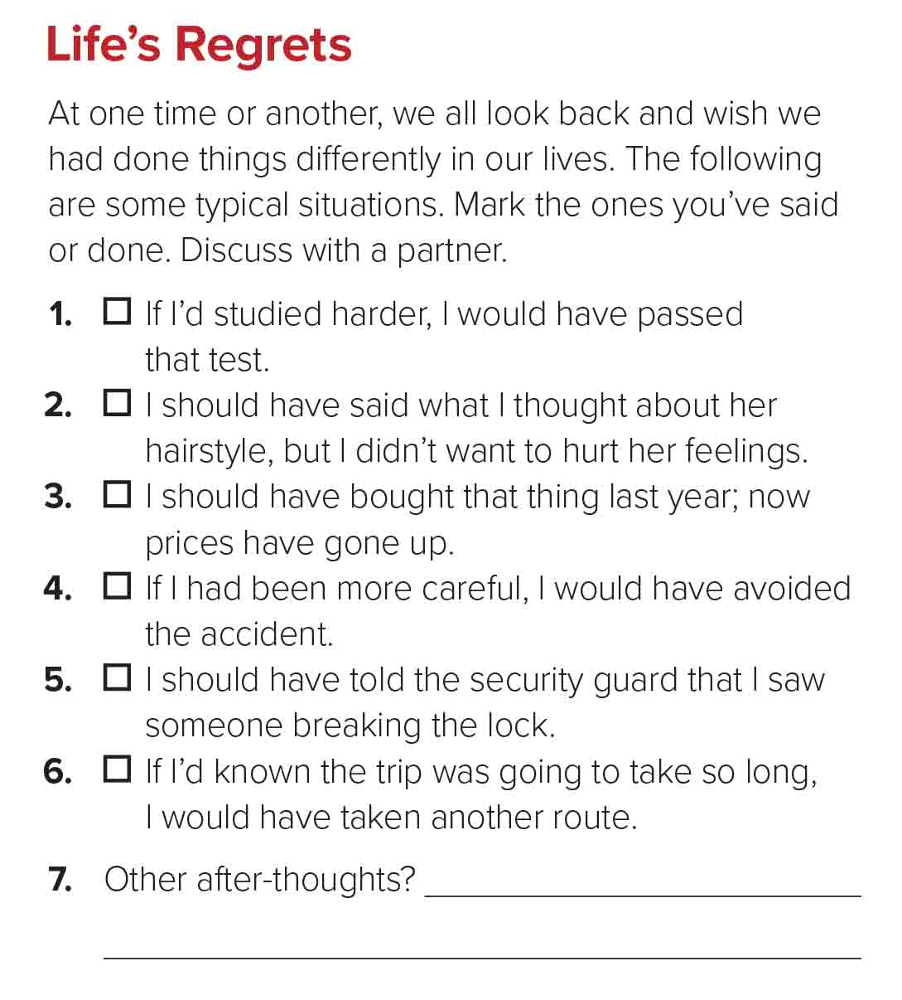 Life’s Regrets
At one time or another, we all look back and wish we
had done things differently in our lives. The following
are some typical situations. Mark the ones you’ve said
or done. Discuss with a partner.
1. ☐ If I’d studied harder, I would have passed
that test.
2. ☐ I should have said what I thought about her
hairstyle, but I didn’t want to hurt her feelings.
3. ☐ I should have bought that thing last year; now
prices have gone up.
4. ☐ If I had been more careful, I would have avoided
the accident.
5. ☐ I should have told the security guard that I saw
someone breaking the lock.
6. ☐ If I’d known the trip was going to take so long,
I would have taken another route.
7. Other after-thoughts?